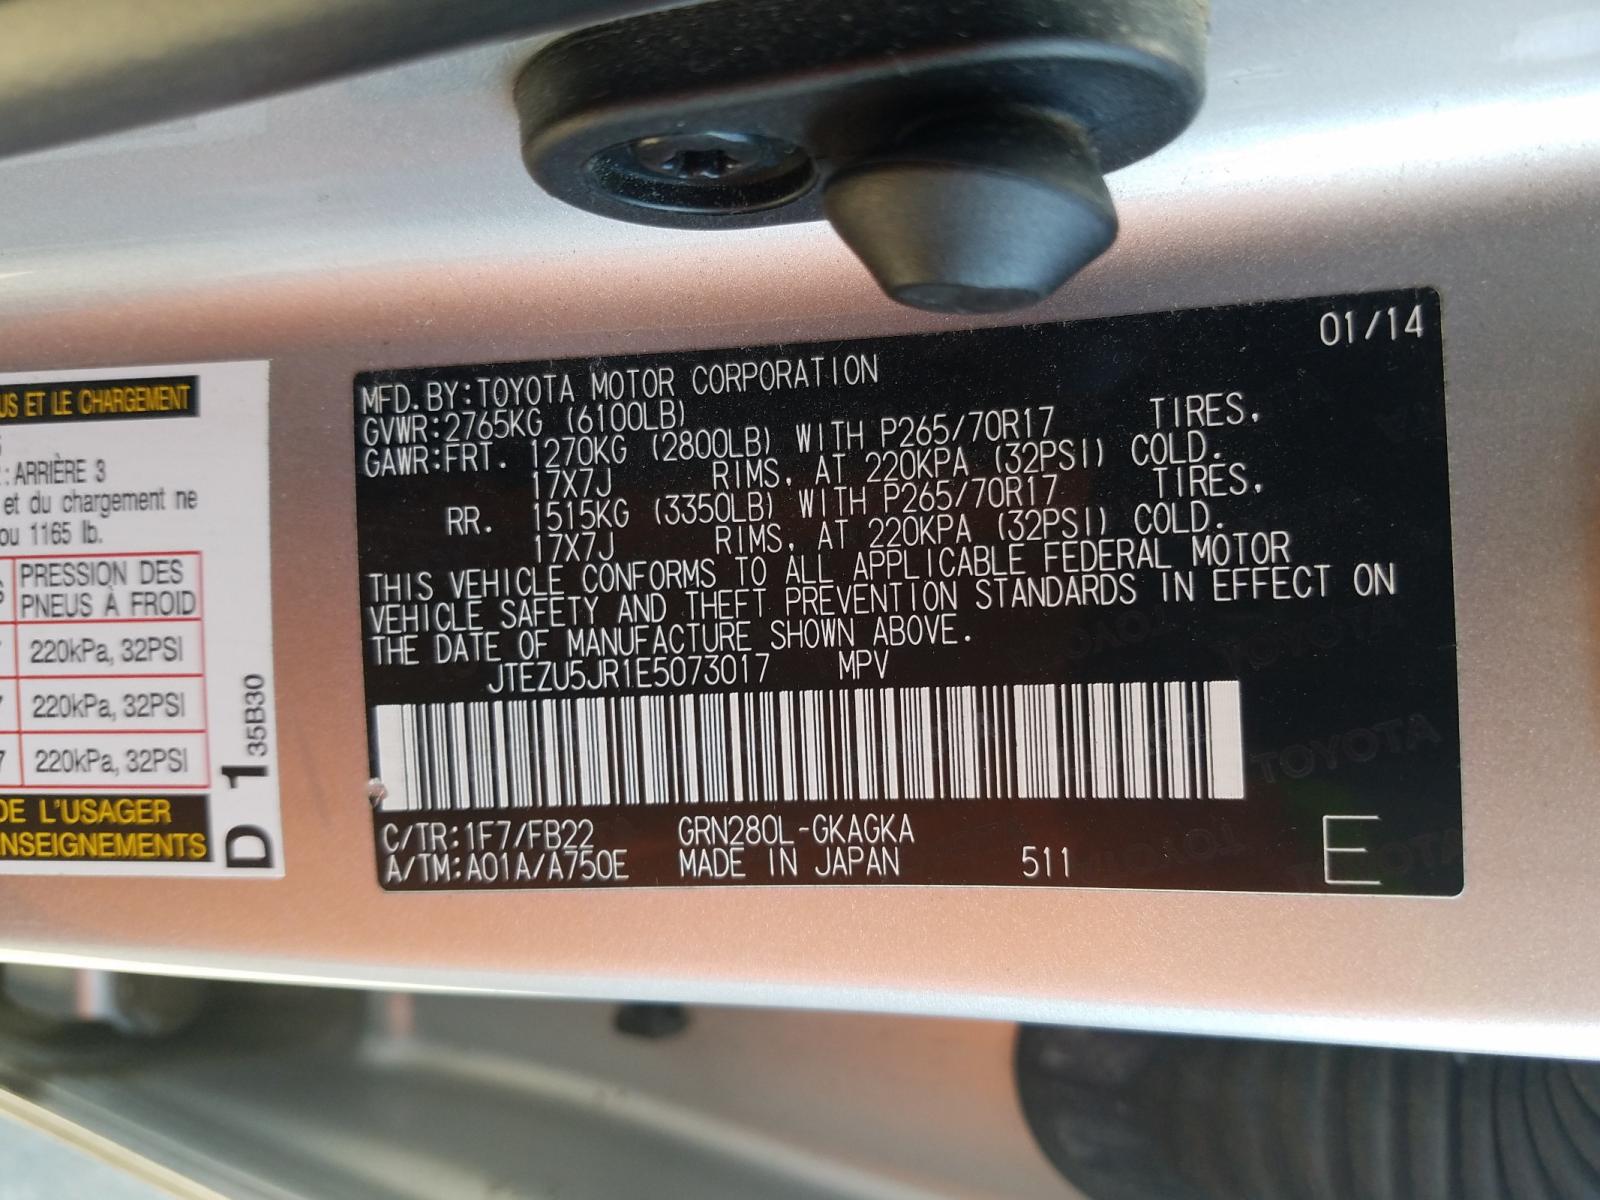 US ET LE CHARGEMENT
: ARRIÈRE 3
et du chargement ne
ou 1165 lb.
PRESSION DES
PNEUS À FROID
220kPa, 32PSI
220kPa, 32PSI
220kPa, 32PSI
DE L'USAGER
NSEIGNEMENTS
D 1 35B30
01/14
MFD. BY:TOYOTA MOTOR CORPORATION
GVWR:2765KG (6100LB)
GAWR:FRT. 1270KG (2800LB) WITH P265/70R17 TIRES,
17X7J RIMS, AT 220KPA (32PSI) COLD.
RR. 1515KG (3350LB) WITH P265/70R17 TIRES,
17X7J RIMS, AT 220KPA (32PSI) COLD.
THIS VEHICLE CONFORMS TO ALL APPLICABLE FEDERAL MOTOR
VEHICLE SAFETY AND THEFT PREVENTION STANDARDS IN EFFECT ON
THE DATE OF MANUFACTURE SHOWN ABOVE.
JTEZU5JR1E5073017 MPV
C/TR:1F7/FB22 GRN280L-GKAGKA
A/TM:A01A/A750E MADE IN JAPAN 511 E
TOYOTA